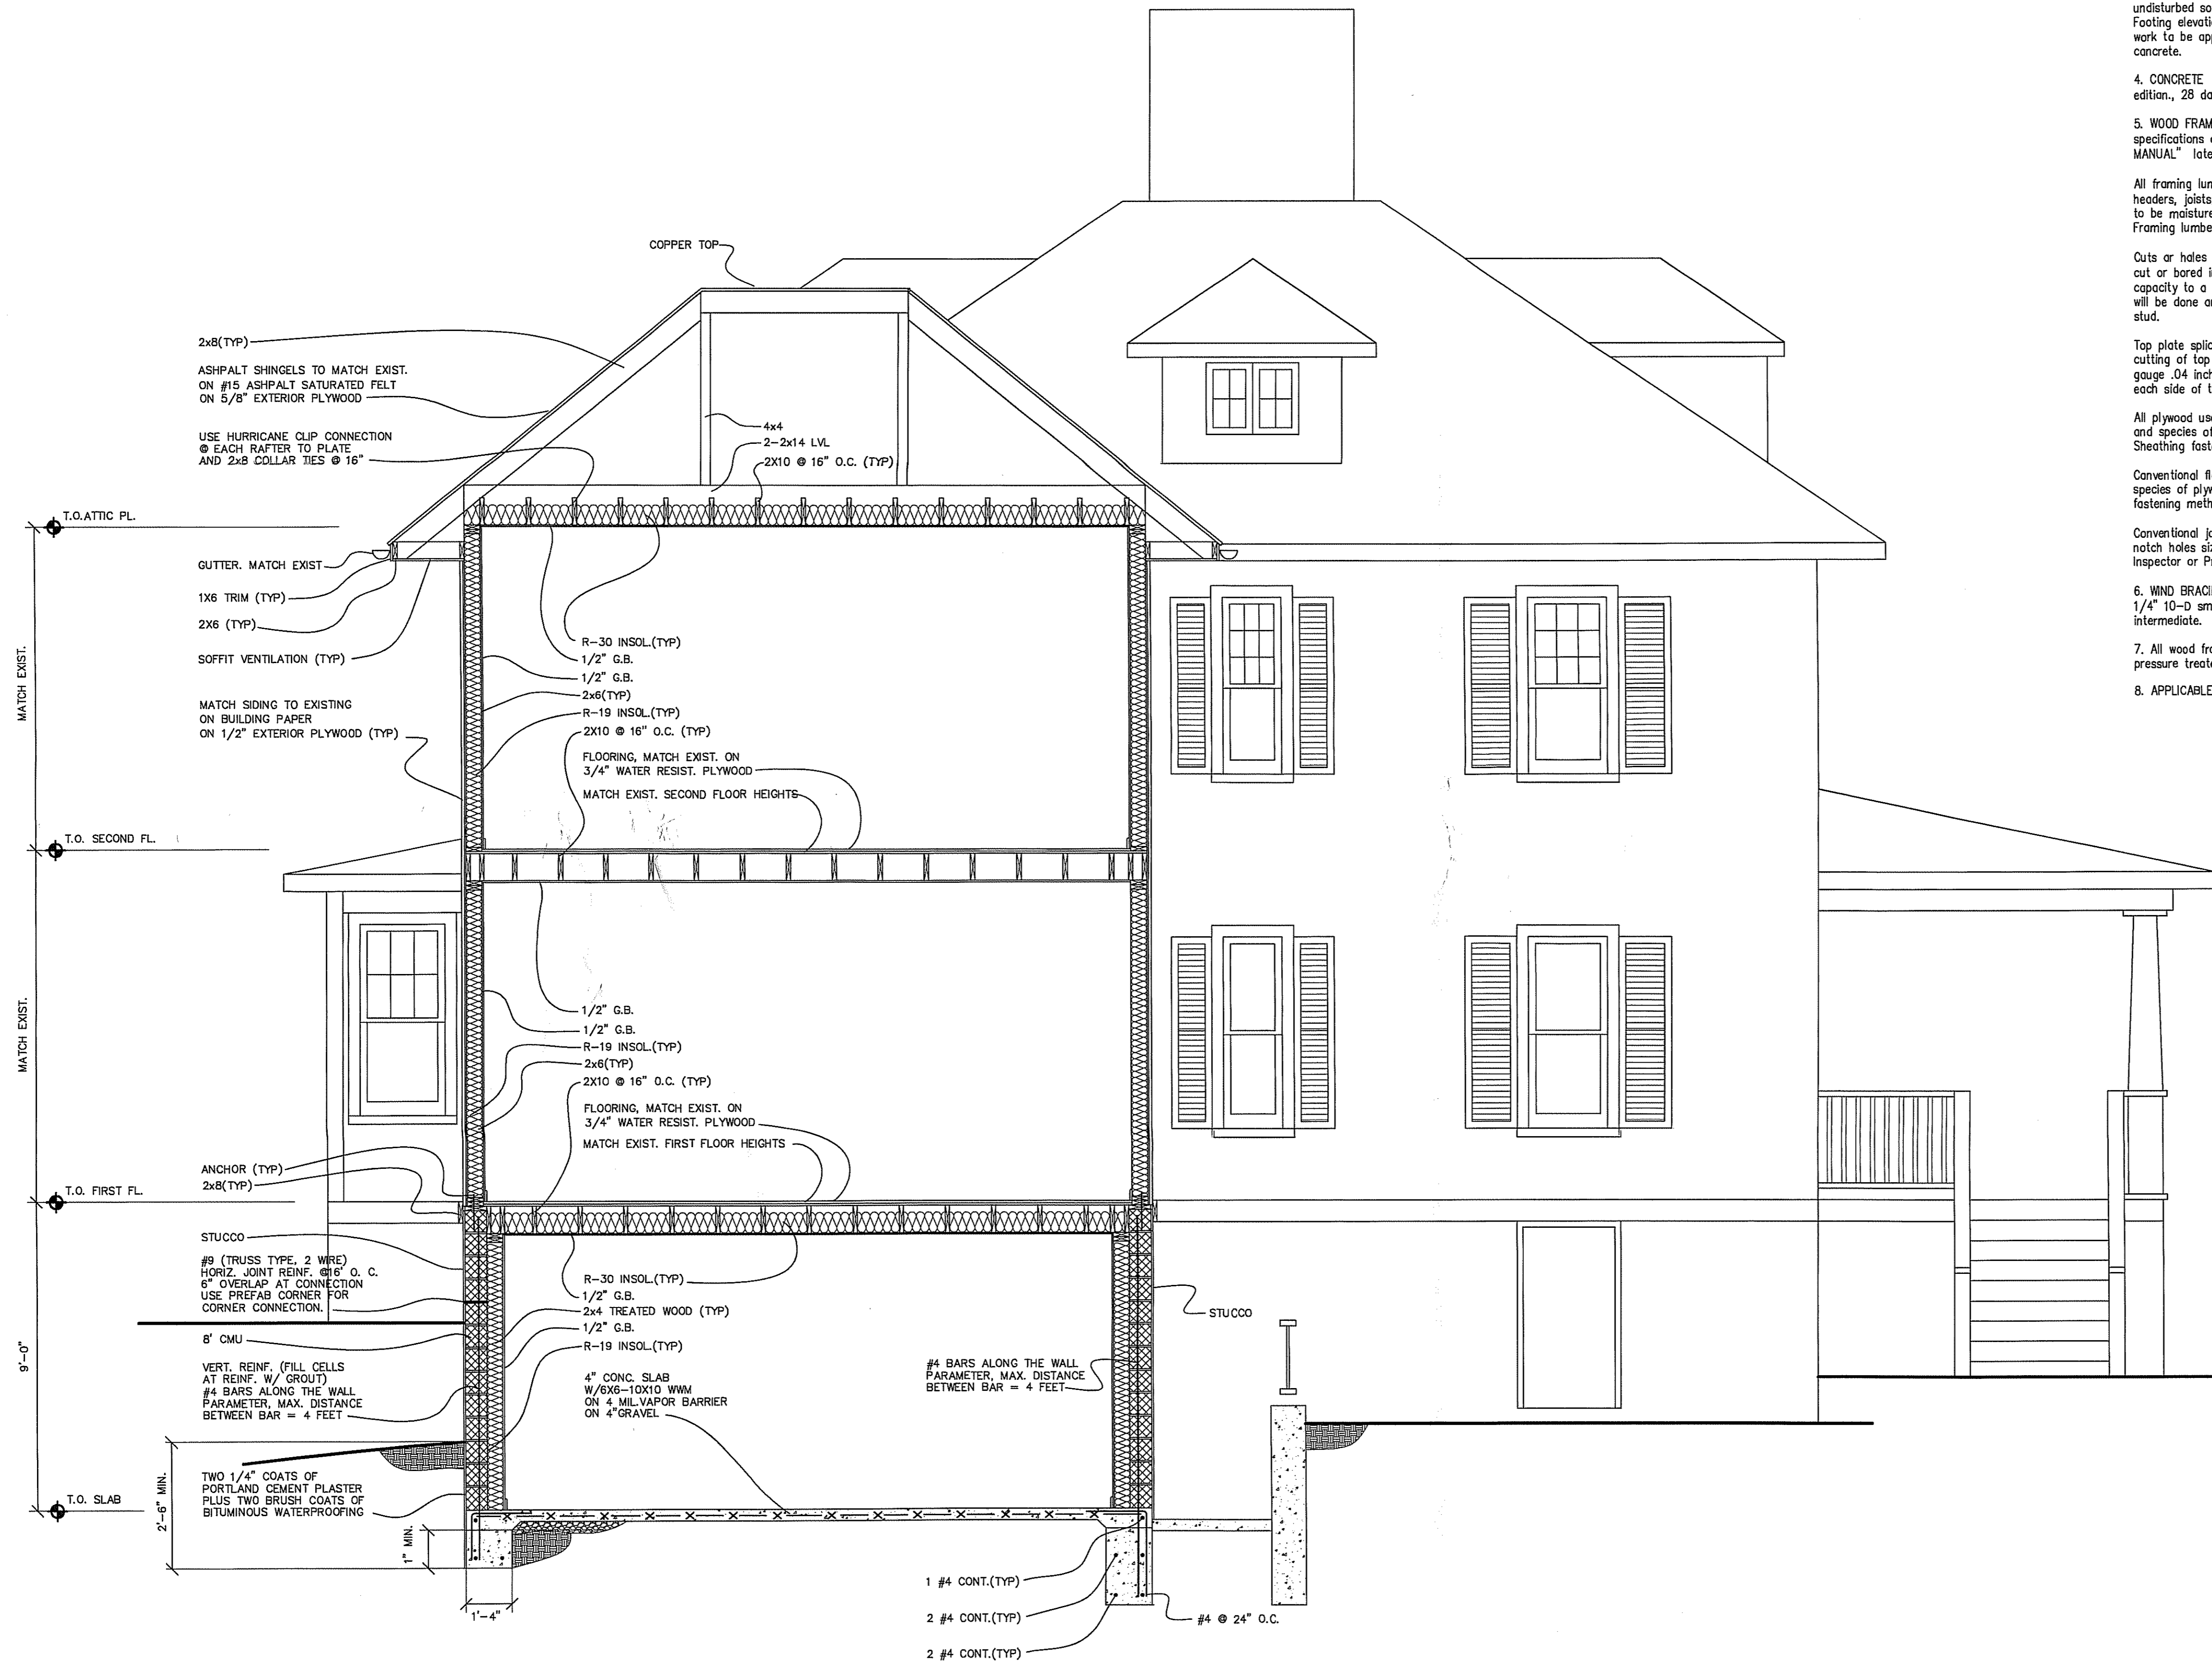 COPPER TOP
2x8(TYP)
ASHPALT SHINGELS TO MATCH EXIST.
ON #15 ASHPALT SATURATED FELT
ON 5/8" EXTERIOR PLYWOOD
USE HURRICANE CLIP CONNECTION
@ EACH RAFTER TO PLATE
AND 2x8 COLLAR TIES @ 16"
4x4
2-2x14 LVL
2X10 @ 16" O.C. (TYP)
T.O.ATTIC PL.
GUTTER. MATCH EXIST
1X6 TRIM (TYP)
2X6 (TYP)
SOFFIT VENTILATION (TYP)
MATCH EXIST.
MATCH SIDING TO EXISTING
ON BUILDING PAPER
ON 1/2" EXTERIOR PLYWOOD (TYP)
R-30 INSOL.(TYP)
1/2" G.B.
1/2" G.B.
2x6(TYP)
R-19 INSOL.(TYP)
2X10 @ 16" O.C. (TYP)
FLOORING, MATCH EXIST. ON
3/4" WATER RESIST. PLYWOOD
MATCH EXIST. SECOND FLOOR HEIGHTS
T.O. SECOND FL.
MATCH EXIST.
1/2" G.B.
1/2" G.B.
R-19 INSOL.(TYP)
2x6(TYP)
2X10 @ 16" O.C. (TYP)
FLOORING, MATCH EXIST. ON
3/4" WATER RESIST. PLYWOOD
MATCH EXIST. FIRST FLOOR HEIGHTS
ANCHOR (TYP)
2x8(TYP)
T.O. FIRST FL.
STUCCO
#9 (TRUSS TYPE, 2 WIRE)
HORIZ. JOINT REINF. @16' O. C.
6" OVERLAP AT CONNECTION
USE PREFAB CORNER FOR
CORNER CONNECTION.
8' CMU
VERT. REINF. (FILL CELLS
AT REINF. W/ GROUT)
#4 BARS ALONG THE WALL
PARAMETER, MAX. DISTANCE
BETWEEN BAR = 4 FEET
9'-0"
R-30 INSOL.(TYP)
1/2" G.B.
2x4 TREATED WOOD (TYP)
1/2" G.B.
R-19 INSOL.(TYP)
4" CONC. SLAB
W/6X6-10X10 WWM
ON 4 MIL.VAPOR BARRIER
ON 4"GRAVEL
STUCCO
#4 BARS ALONG THE WALL
PARAMETER, MAX. DISTANCE
BETWEEN BAR = 4 FEET
TWO 1/4" COATS OF
PORTLAND CEMENT PLASTER
PLUS TWO BRUSH COATS OF
BITUMINOUS WATERPROOFING
T.O. SLAB
2'-6" MIN.
1" MIN.
1'-4"
1 #4 CONT.(TYP)
2 #4 CONT.(TYP)
2 #4 CONT.(TYP)
#4 @ 24" O.C.
undisturbed so
Footing elevati
work to be app
concrete.
4. CONCRETE
edition., 28 da
5. WOOD FRAM
specifications
MANUAL" late
All framing lun
headers, joists
to be moisture
Framing lumbe
Cuts or holes
cut or bored i
capacity to a
will be done a
stud.
Top plate splic
cutting of top
gauge .04 inch
each side of t
All plywood use
and species of
Sheathing fast
Conventional fl
species of plyw
fastening meth
Conventional jo
notch holes siz
Inspector or P
6. WIND BRACI
1/4" 10-D sm
intermediate.
7. All wood fra
pressure treate
8. APPLICABLE